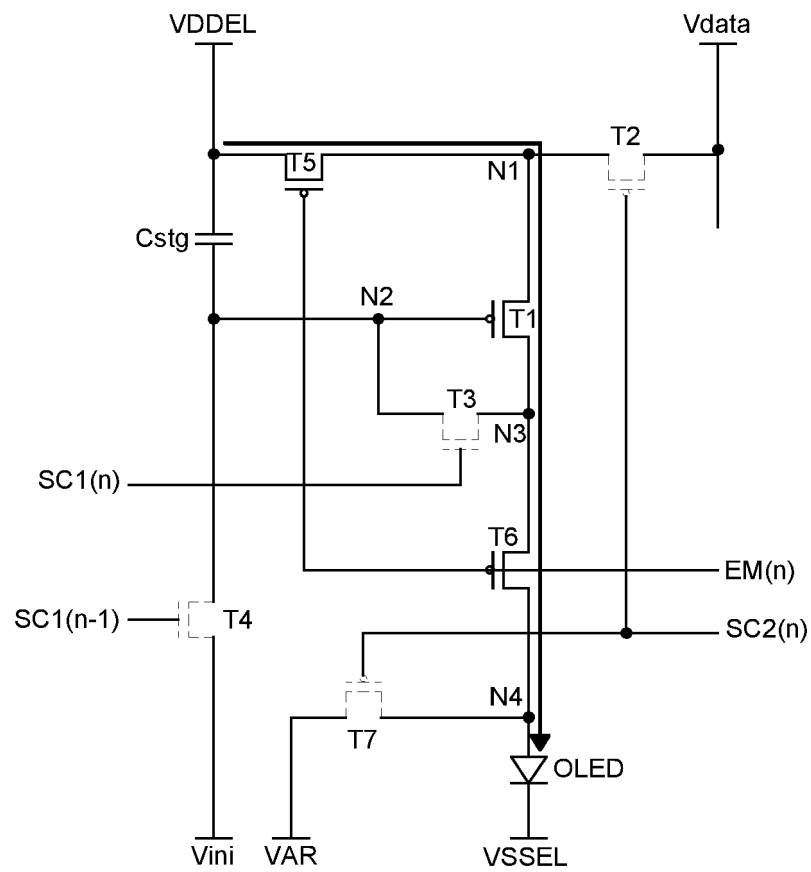 VDDEL
Vdata
T5
T2
N1
Cstg
N2
T1
T3
N3
SC1(n)
T6
EM(n)
SC1(n-1)
T4
SC2(n)
N4
T7
OLED
Vini
VAR
VSSEL